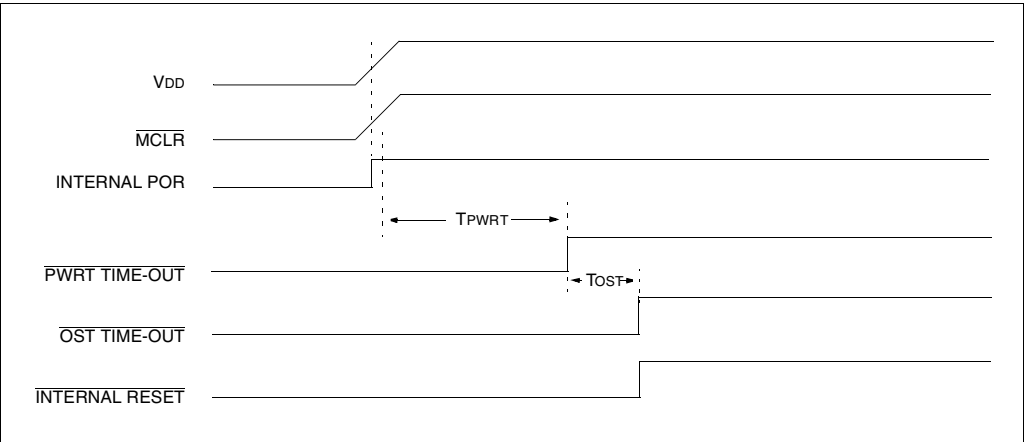 VDD
MCLR
INTERNAL POR
TPWRT
PWRT TIME-OUT
TOST
OST TIME-OUT
INTERNAL RESET